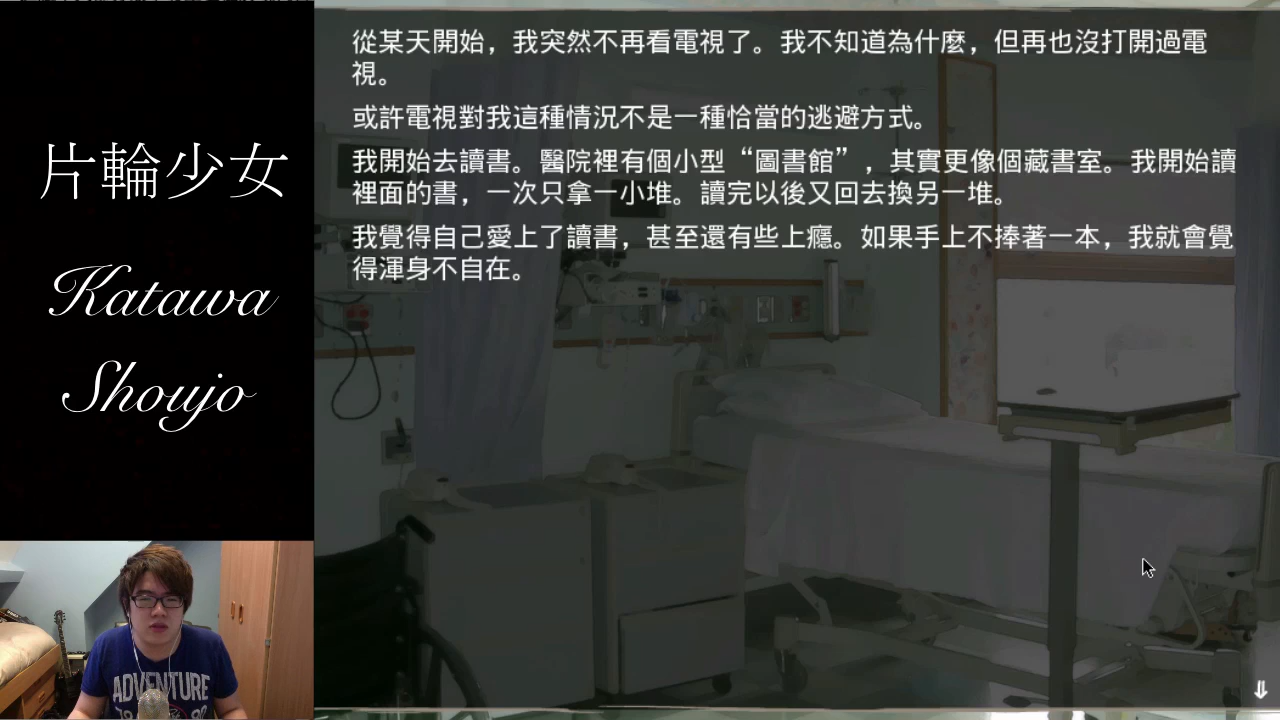 片輪少女
Katawa
Shoujo
從某天開始，我突然不再看電視了。我不知道為什麼，但再也沒打開過電
視。
或許電視對我這種情況不是一種恰當的逃避方式。
我開始去讀書。醫院裡有個小型“圖書館”，其實更像個藏書室。我開始讀
裡面的書，一次只拿一小堆。讀完以後又回去換另一堆。
我覺得自己愛上了讀書，甚至還有些上癮。如果手上不捧著一本，我就會覺
得渾身不自在。
ADVENTURE